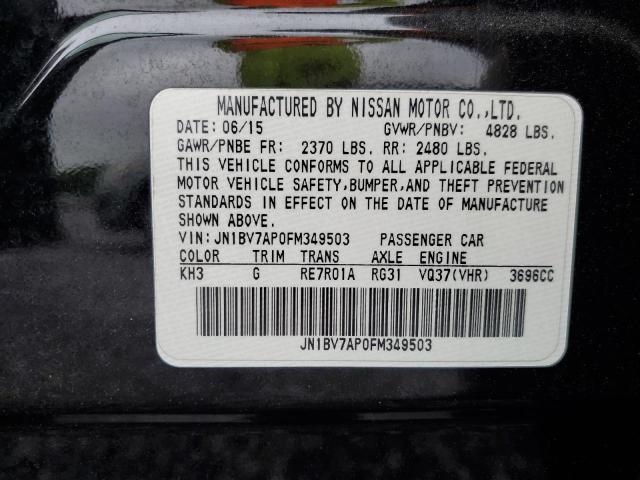 MANUFACTURED BY NISSAN MOTOR CO.,LTD.
DATE: 06/15 GVWR/PNBV: 4828 LBS.
GAWR/PNBE FR: 2370 LBS. RR: 2480 LBS.
THIS VEHICLE CONFORMS TO ALL APPLICABLE FEDERAL
MOTOR VEHICLE SAFETY,BUMPER,AND THEFT PREVENTION
STANDARDS IN EFFECT ON THE DATE OF MANUFACTURE
SHOWN ABOVE.
VIN:JN1BV7AP0FM349503 PASSENGER CAR
COLOR TRIM TRANS AXLE ENGINE
KH3 G RE7R01A RG31 VQ37(VHR) 3696CC
JN1BV7AP0FM349503